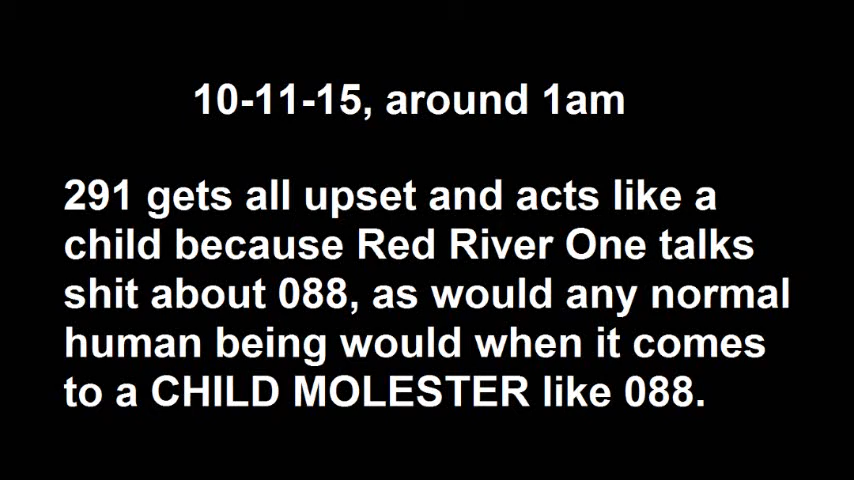 10-11-15, around 1am
291 gets all upset and acts like a
child because Red River One talks
shit about 088, as would any normal
human being would when it comes
to a CHILD MOLESTER like 088.